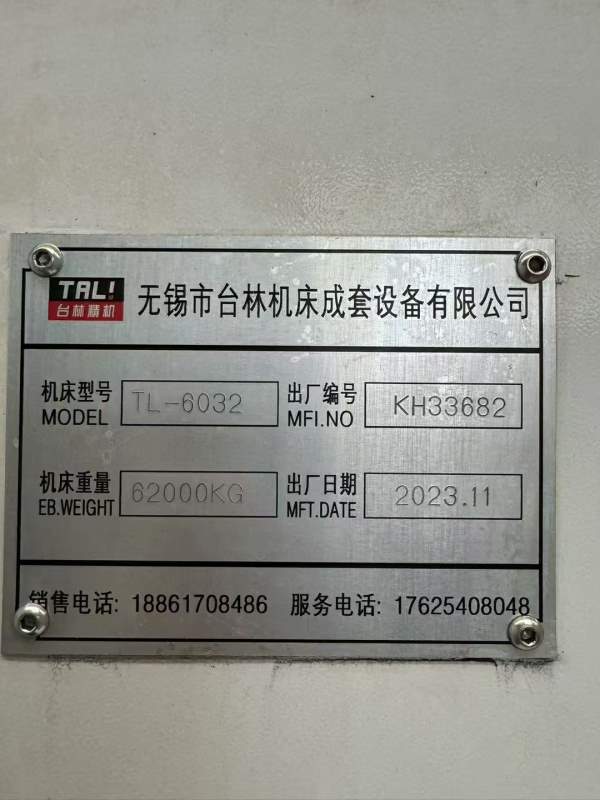 TAL!
台林精机
无锡市台林机床成套设备有限公司
机床型号 TL-6032 出厂编号 KH33682
MODEL MFI.NO
机床重量 62000KG 出厂日期 2023.11
EB.WEIGHT MFT.DATE
销售电话: 18861708486 服务电话: 17625408048